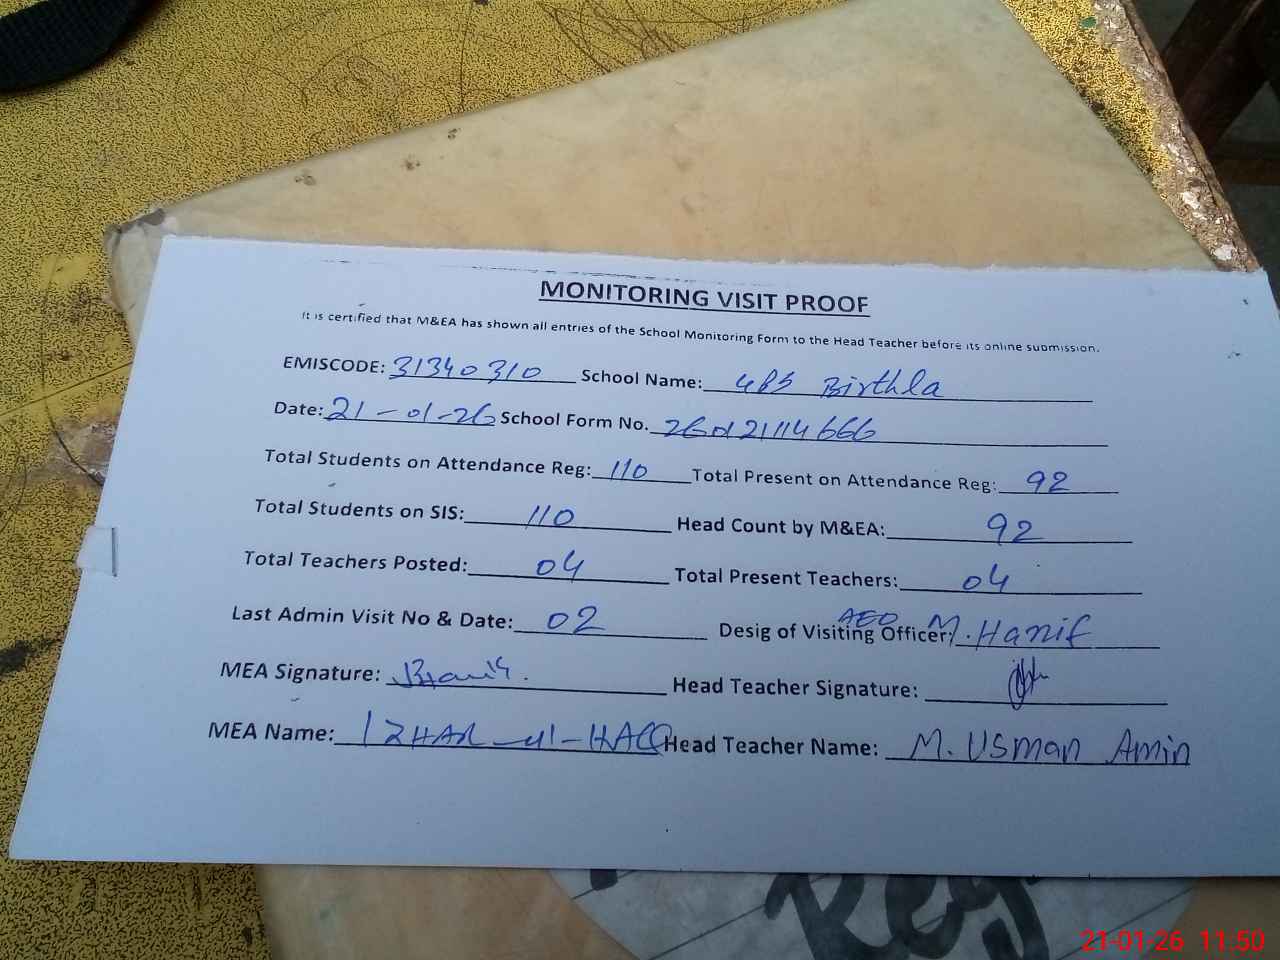 MONITORING VISIT PROOF
It is certified that M&EA has shown all entries of the School Monitoring Form to the Head Teacher before its online submission.
EMISCODE: 31340310 School Name: GPS Birthla
Date: 21-01-26 School Form No. 260121114666
Total Students on Attendance Reg: 110 Total Present on Attendance Reg: 92
Total Students on SIS: 110 Head Count by M&EA: 92
Total Teachers Posted: 04 Total Present Teachers: 04
Last Admin Visit No & Date: 02 Desig of Visiting Officer: AEO M. Hanif
MEA Signature: Head Teacher Signature:
MEA Name: IZHAR-ul-HAQ Head Teacher Name: M. Usman Amin
Reg
21-01-26 11:50